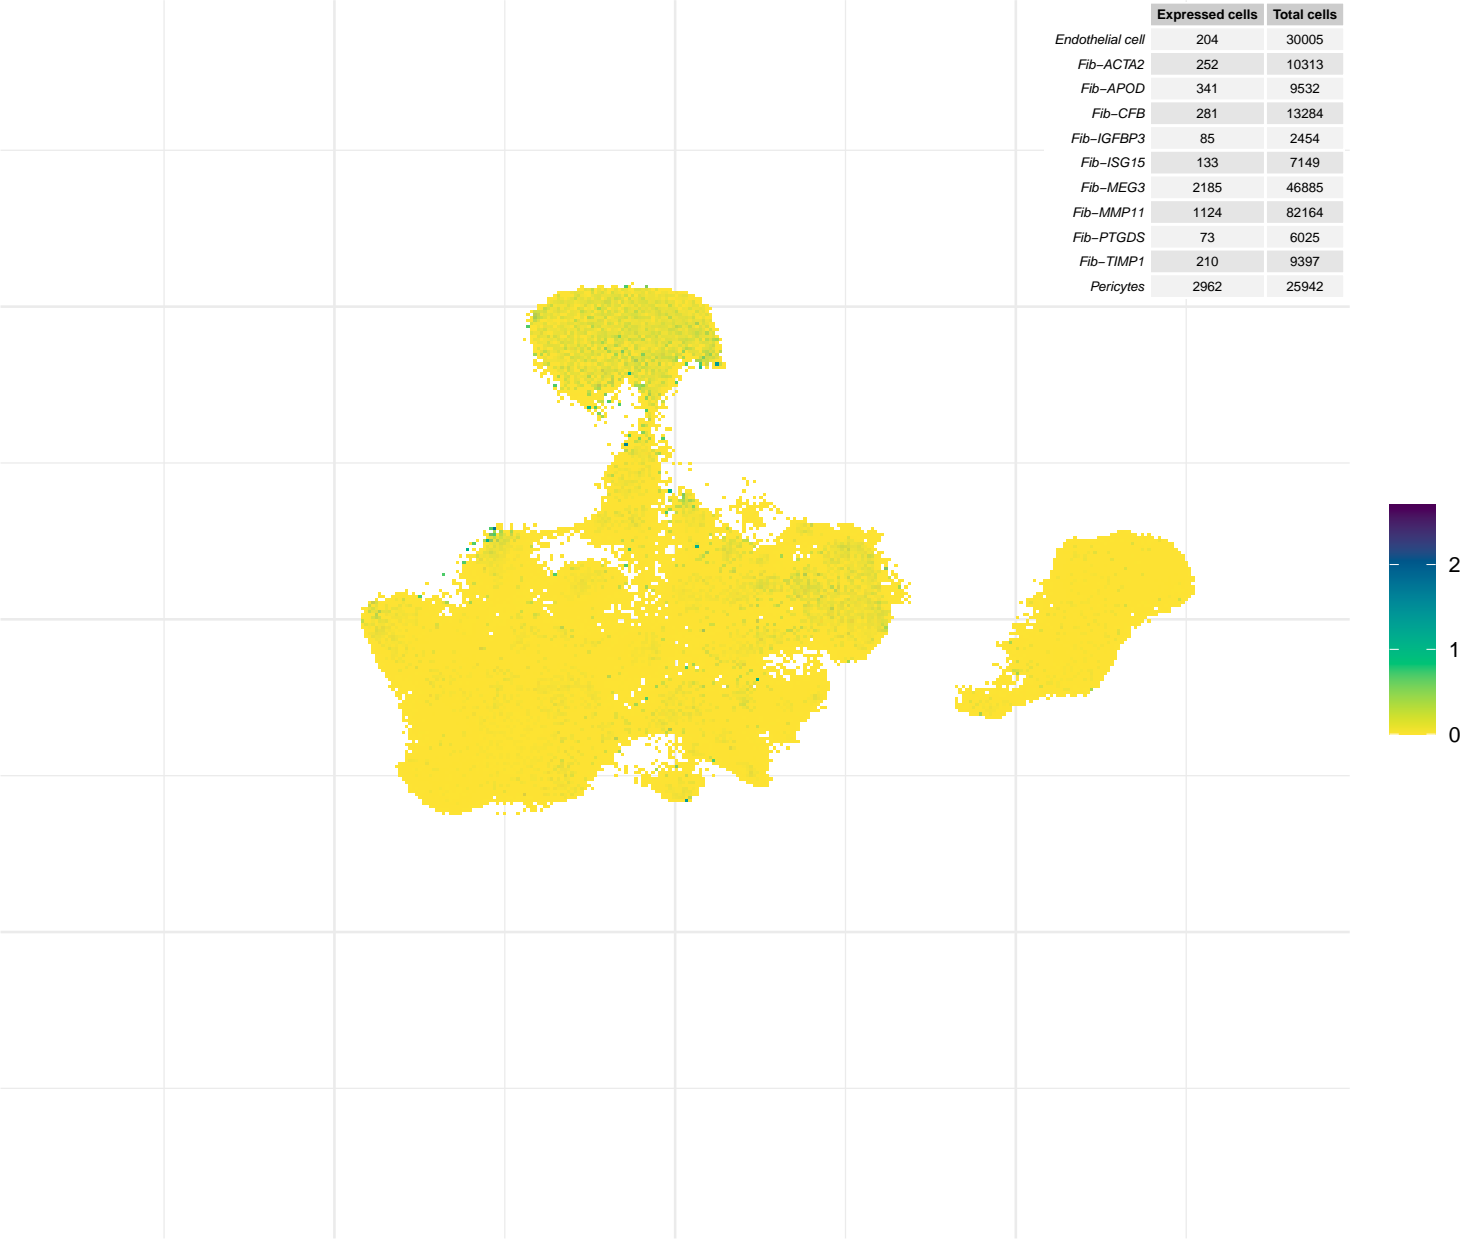 Expressed cells Total cells
Endothelial cell 204 30005
Fib−ACTA2 252 10313
Fib−APOD 341 9532
Fib−CFB 281 13284
Fib−IGFBP3 85 2454
Fib−ISG15 133 7149
Fib−MEG3 2185 46885
Fib−MMP11 1124 82164
Fib−PTGDS 73 6025
Fib−TIMP1 210 9397
Pericytes 2962 25942
2
1
0